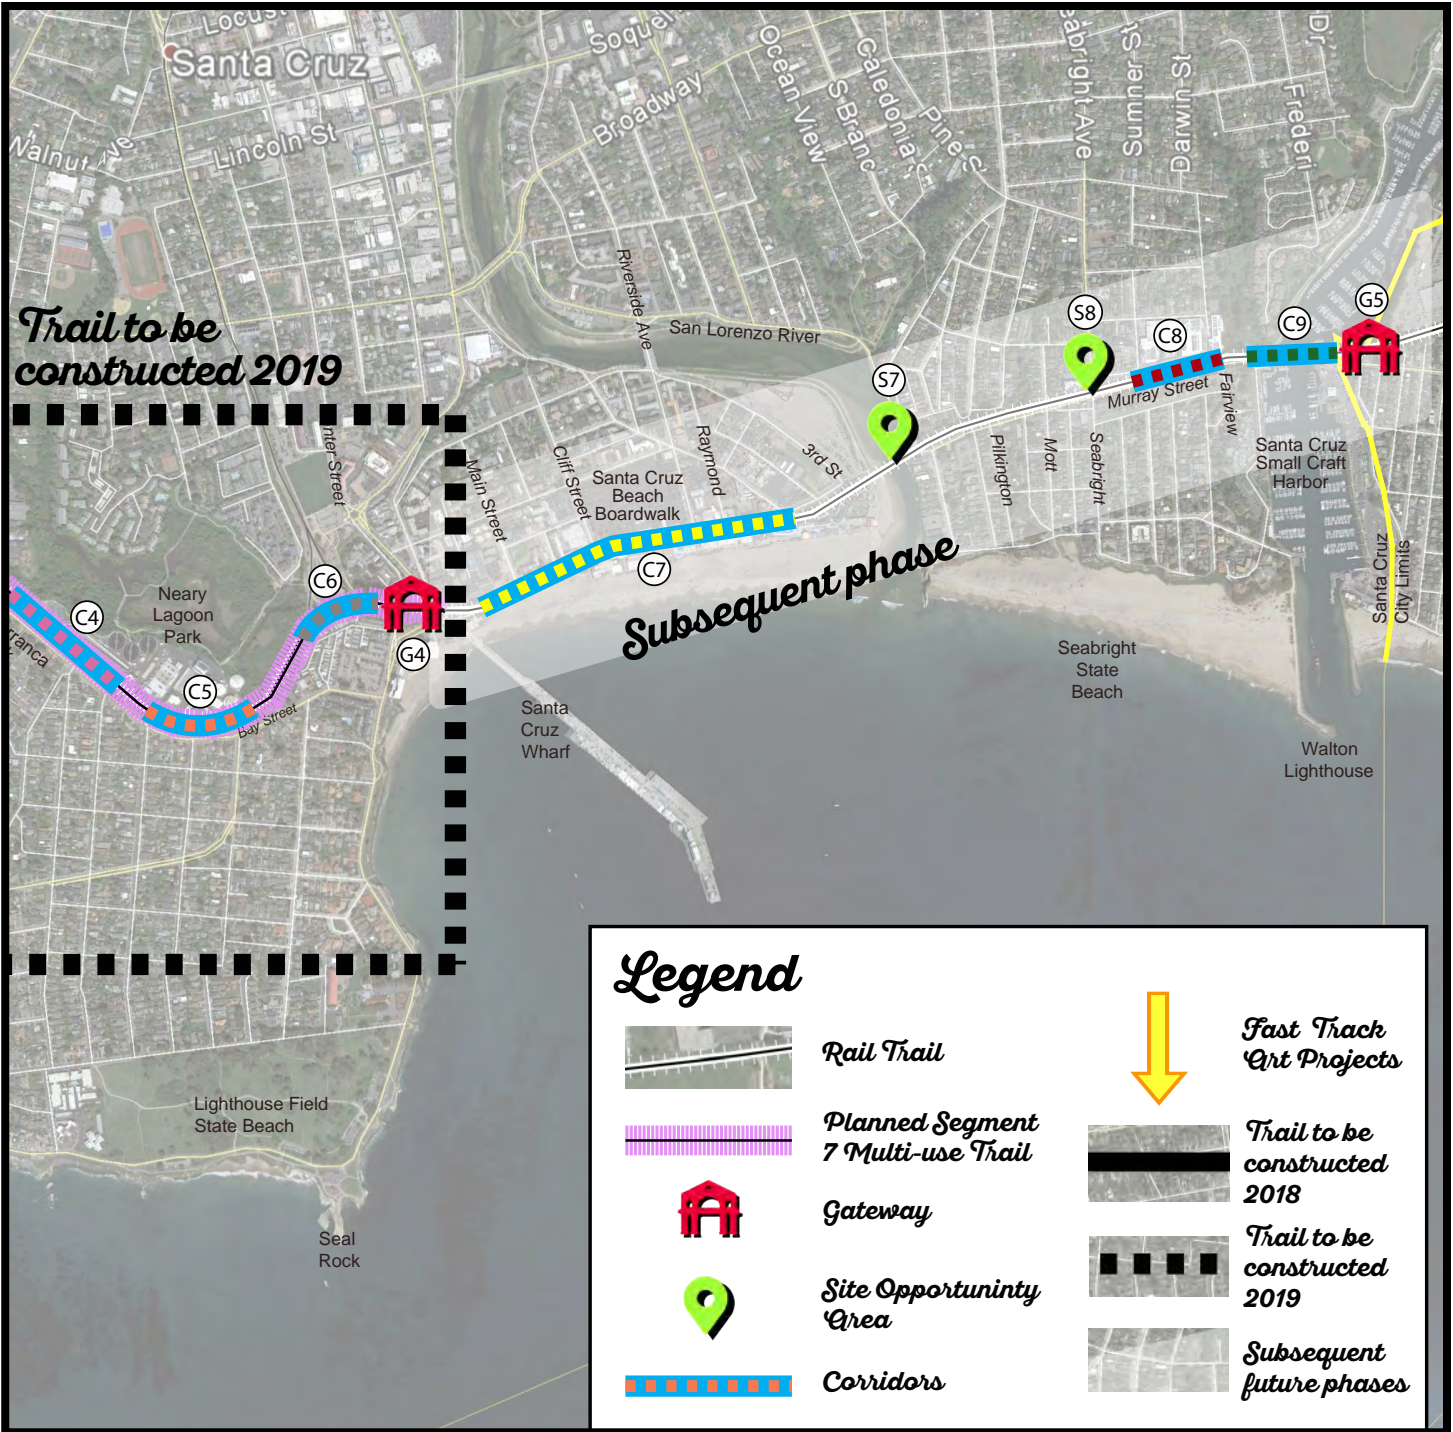 Locust
Santa Cruz
Walnut Ave
Lincoln St
Soquel
Broadway
Ocean View
S Branc
Caledonia St
Pine St
eabright Ave
Sumner St
Darwin St
Frederi
Dr
Trail to be
constructed 2019
Riverside Ave
San Lorenzo River
S7
S8
C8
C9
G5
Murray Street
Fairview
nter Street
Main Street
Cliff Street
Santa Cruz
Beach
Boardwalk
Raymond
3rd St
Pilkington
Mott
Seabright
Santa Cruz
Small Craft
Harbor
Santa Cruz
City Limits
C7
Subsequent phase
C6
Neary
Lagoon
Park
C4
rranca
C5
Bay Street
G4
Santa
Cruz
Wharf
Seabright
State
Beach
Walton
Lighthouse
Lighthouse Field
State Beach
Seal
Rock
Legend
Rail Trail
Planned Segment
7 Multi-use Trail
Gateway
Site Opportuninty
Area
Corridors
Fast Track
Art Projects
Trail to be
constructed
2018
Trail to be
constructed
2019
Subsequent
future phases